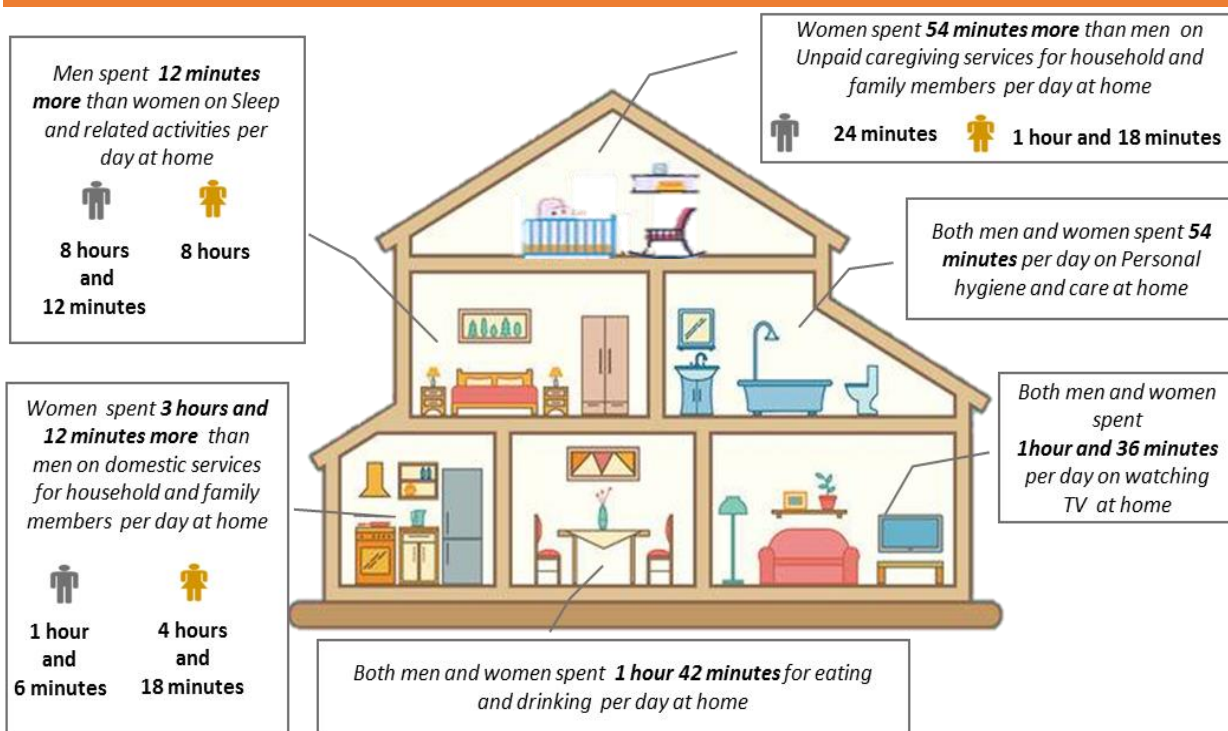 Men spent 12 minutes
more than women on Sleep
and related activities per
day at home
8 hours
and
12 minutes
8 hours
Women spent 54 minutes more than men on
Unpaid caregiving services for household and
family members per day at home
24 minutes
1 hour and 18 minutes
Both men and women spent 54
minutes per day on Personal
hygiene and care at home
Both men and women
spent
1hour and 36 minutes
per day on watching
TV at home
Women spent 3 hours and
12 minutes more than
men on domestic services
for household and family
members per day at home
1 hour
and
6 minutes
4 hours
and
18 minutes
Both men and women spent 1 hour 42 minutes for eating
and drinking per day at home